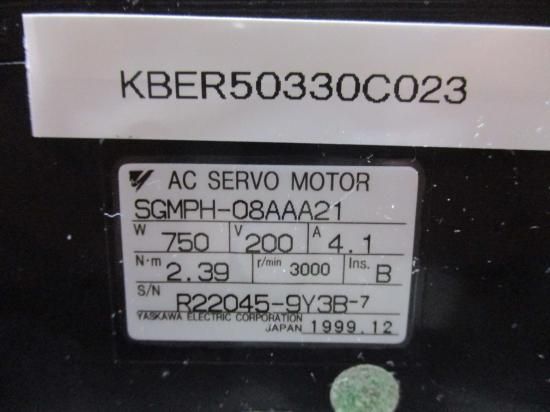 KBER50330C023
AC SERVO MOTOR
SGMPH-08AAA21
W 750 V 200 A 4.1
N·m 2.39 r/min 3000 Ins. B
S/N R22045-9Y3B-7
YASKAWA ELECTRIC CORPORATION
JAPAN 1999.12